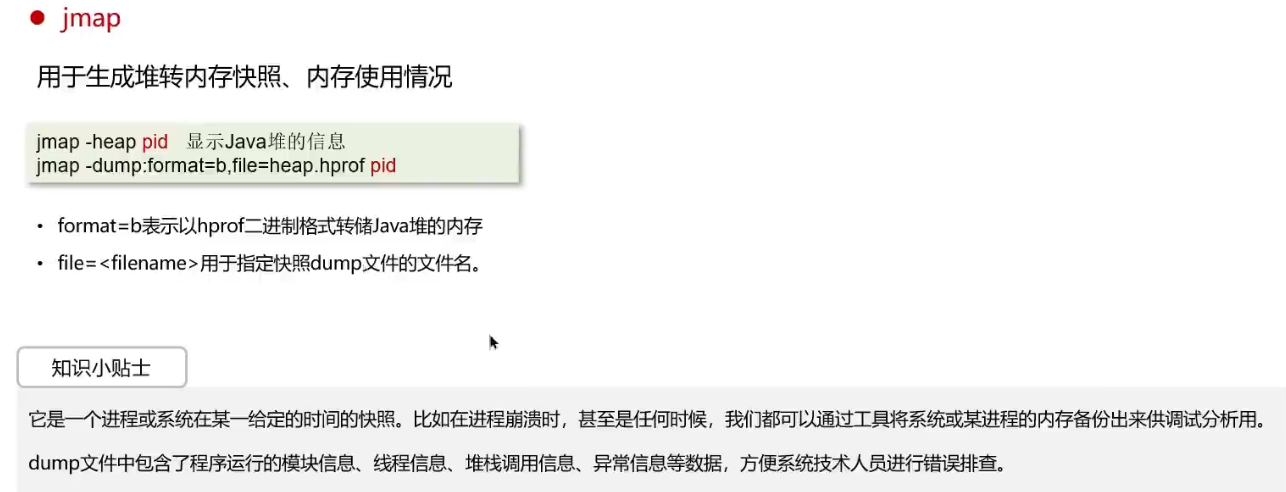 ● jmap
用于生成堆转内存快照、内存使用情况
jmap -heap pid 显示Java堆的信息
jmap -dump:format=b,file=heap.hprof pid
• format=b表示以hprof二进制格式转储Java堆的内存
• file=<filename>用于指定快照dump文件的文件名。
知识小贴士
它是一个进程或系统在某一给定的时间的快照。比如在进程崩溃时，甚至是任何时候，我们都可以通过工具将系统或某进程的内存备份出来供调试分析用。
dump文件中包含了程序运行的模块信息、线程信息、堆栈调用信息、异常信息等数据，方便系统技术人员进行错误排查。